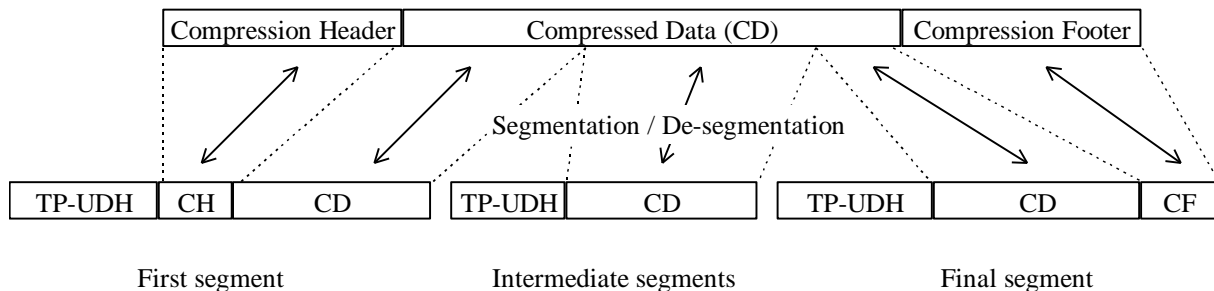 Compression Header Compressed Data (CD) Compression Footer
Segmentation / De-segmentation
TP-UDH CH CD TP-UDH CD TP-UDH CD CF
First segment Intermediate segments Final segment